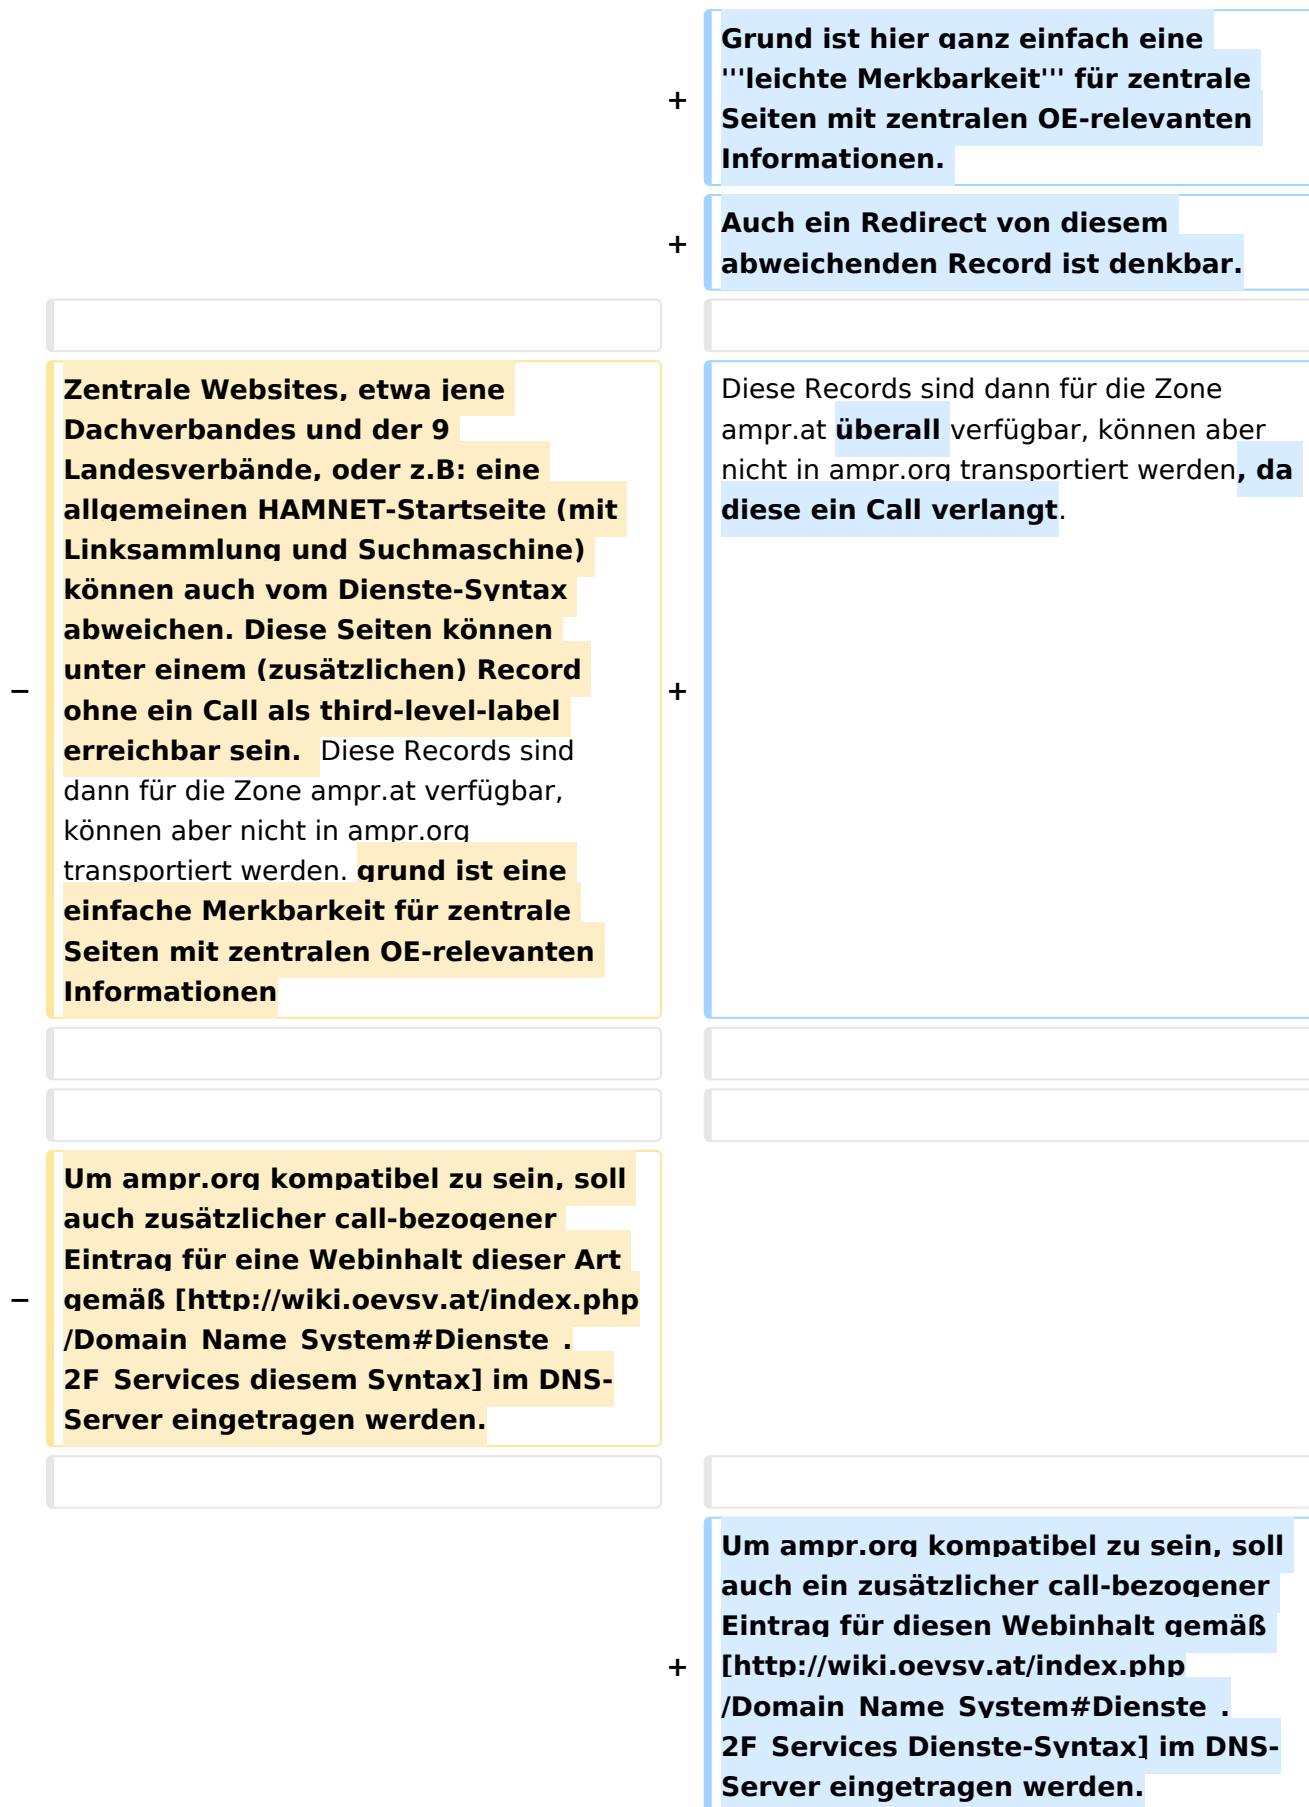 +
Grund ist hier ganz einfach eine
'''leichte Merkbarkeit''' für zentrale
Seiten mit zentralen OE-relevanten
Informationen.
+
Auch ein Redirect von diesem
abweichenden Record ist denkbar.
−
Zentrale Websites, etwa jene
Dachverbandes und der 9
Landesverbände, oder z.B: eine
allgemeinen HAMNET-Startseite (mit
Linksammlung und Suchmaschine)
können auch vom Dienste-Syntax
abweichen. Diese Seiten können
unter einem (zusätzlichen) Record
ohne ein Call als third-level-label
erreichbar sein. Diese Records sind
dann für die Zone ampr.at verfügbar,
können aber nicht in ampr.org
transportiert werden. grund ist eine
einfache Merkbarkeit für zentrale
Seiten mit zentralen OE-relevanten
Informationen
+
Diese Records sind dann für die Zone
ampr.at überall verfügbar, können aber
nicht in ampr.org transportiert werden, da
diese ein Call verlangt.
−
Um ampr.org kompatibel zu sein, soll
auch zusätzlicher call-bezogener
Eintrag für eine Webinhalt dieser Art
gemäß [http://wiki.oevsv.at/index.php
/Domain_Name_System#Dienste_.
2F_Services diesem Syntax] im DNS-
Server eingetragen werden.
+
Um ampr.org kompatibel zu sein, soll
auch ein zusätzlicher call-bezogener
Eintrag für diesen Webinhalt gemäß
[http://wiki.oevsv.at/index.php
/Domain_Name_System#Dienste_.
2F_Services Dienste-Syntax] im DNS-
Server eingetragen werden.